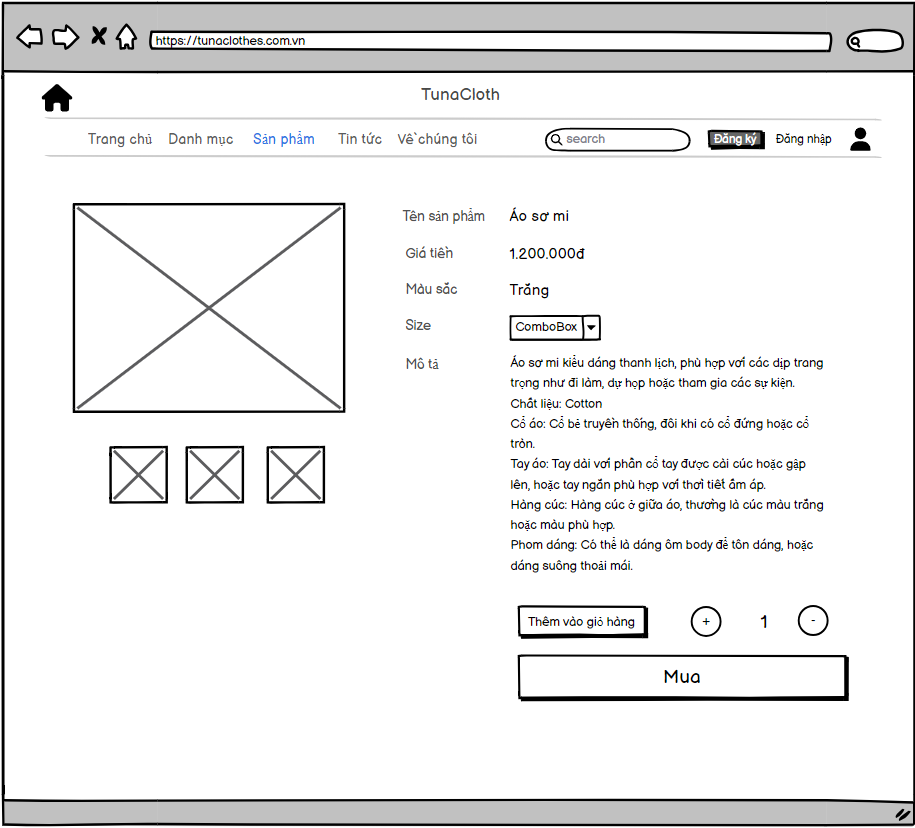 https://tunaclothes.com.vn
TunaCloth
Trang chủ Danh mục Sản phẩm Tin tức Về chúng tôi search Đăng ký Đăng nhập
Tên sản phẩm Áo sơ mi
Giá tiền 1.200.000đ
Màu sắc Trắng
Size ComboBox
Mô tả Áo sơ mi kiểu dáng thanh lịch, phù hợp với các dịp trang
trọng như đi làm, dự họp hoặc tham gia các sự kiện.
Chất liệu: Cotton
Cổ áo: Cổ bẻ truyền thống, đôi khi có cổ đứng hoặc cổ
tròn.
Tay áo: Tay dài với phần cổ tay được cài cúc hoặc gập
lên, hoặc tay ngắn phù hợp với thời tiết ấm áp.
Hàng cúc: Hàng cúc ở giữa áo, thường là cúc màu trắng
hoặc màu phù hợp.
Phom dáng: Có thể là dáng ôm body để tôn dáng, hoặc
dáng suông thoải mái.
Thêm vào giỏ hàng + 1 -
Mua